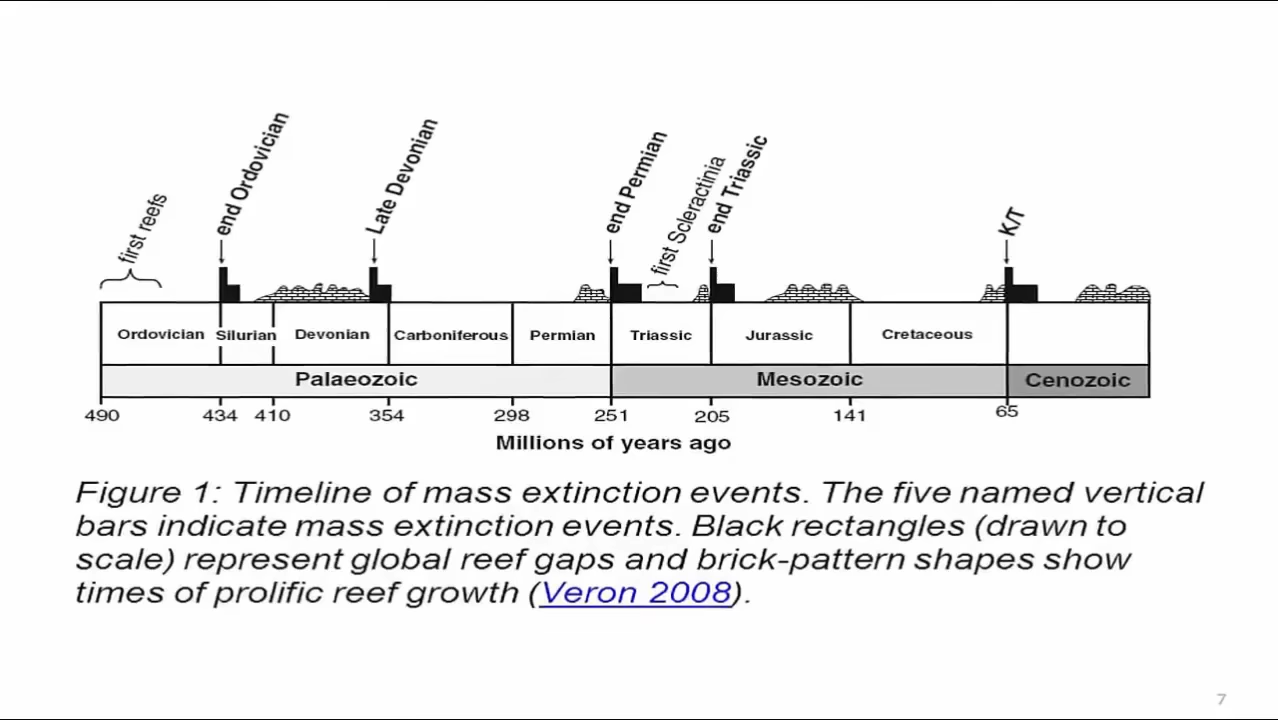 first reefs
end Ordovician
Late Devonian
end Permian
first Scleractinia
end Triassic
K/T
Ordovician Silurian Devonian Carboniferous Permian Triassic Jurassic Cretaceous
Palaeozoic Mesozoic Cenozoic
490 434 410 354 298 251 205 141 65
Millions of years ago
Figure 1: Timeline of mass extinction events. The five named vertical
bars indicate mass extinction events. Black rectangles (drawn to
scale) represent global reef gaps and brick-pattern shapes show
times of prolific reef growth (Veron 2008).
7